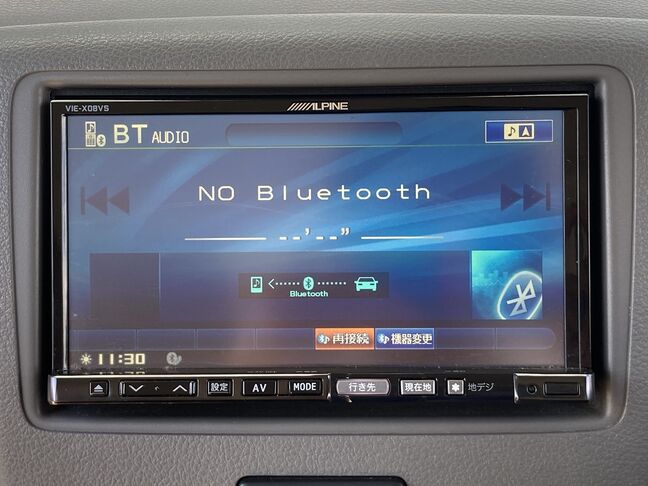 VIE-X08VS
ALPINE
BT AUDIO
NO Bluetooth
--'--"
Bluetooth
再接続
機器変更
11:30
設定
AV
MODE
行き先
現在地
✱
地デジ